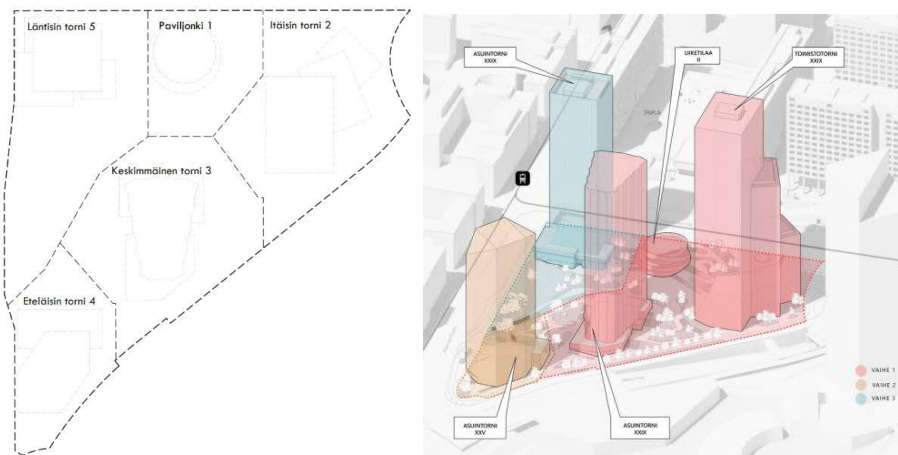 Läntisin torni 5
Paviljonki 1
Itäisin torni 2
Keskimmäinen torni 3
Eteläisin torni 4
ASUINTORNI
XXIX
LIIKETILAA
II
TOIMISTOTORNI
XXIX
TRIPLA
ASUINTORNI
XXV
ASUINTORNI
XXIX
VAIHE 1
VAIHE 2
VAIHE 3